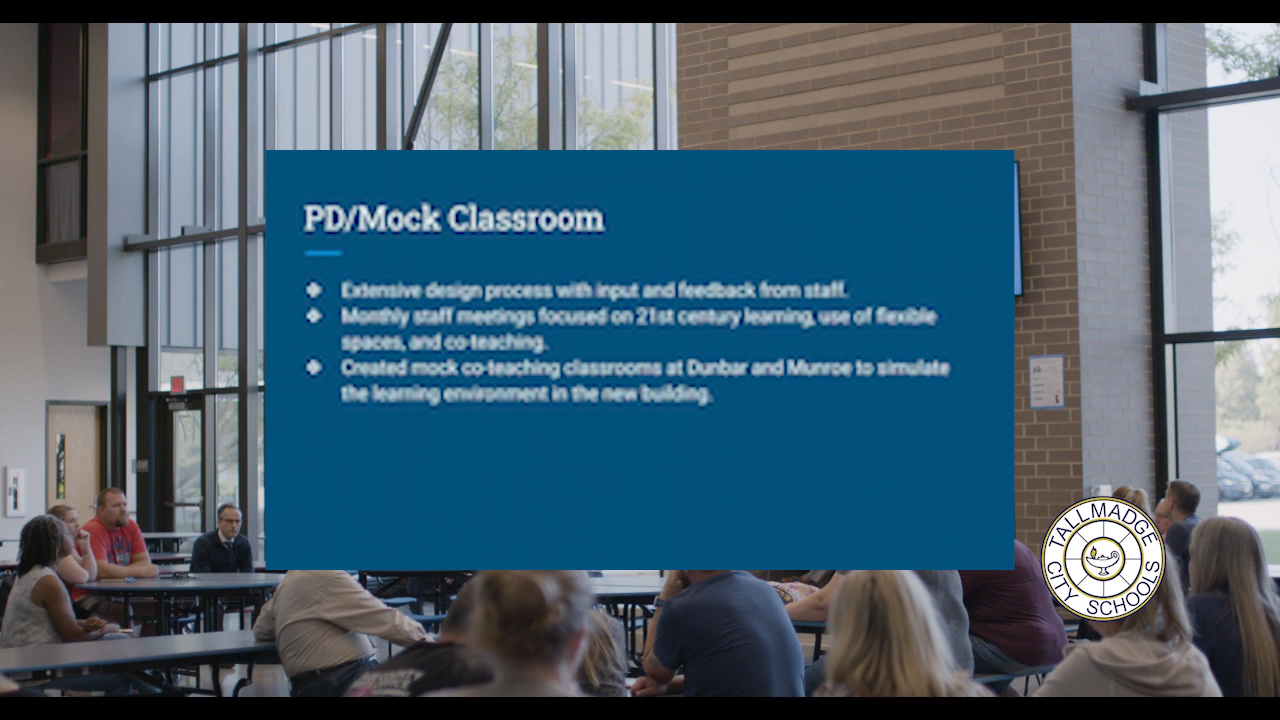 PD/Mock Classroom
Extensive design process with input and feedback from staff.
Monthly staff meetings focused on 21st century learning, use of flexible
spaces, and co-teaching.
Created mock co-teaching classrooms at Dunbar and Munroe to simulate
the learning environment in the new building.
TALLMADGE
CITY SCHOOLS